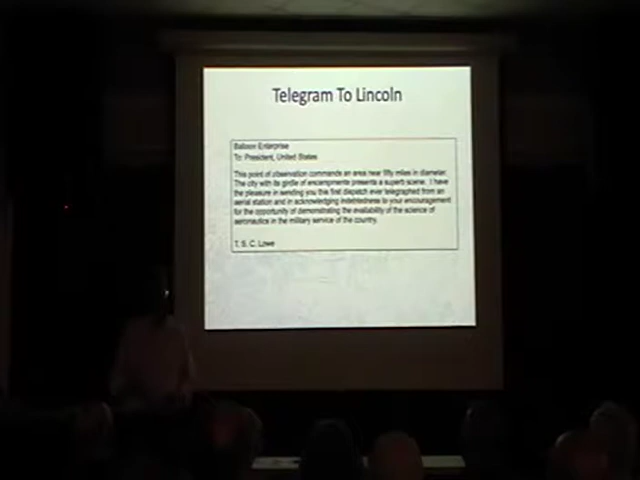 Telegram To Lincoln
Balloon Enterprise
To: President, United States
This point of observation commands an area near fifty miles in diameter.
The city with its girdle of encampments presents a superb scene. I have
the pleasure in sending you this first dispatch ever telegraphed from an
aerial station and in acknowledging indebtedness to your encouragement
for the opportunity of demonstrating the availability of the science of
aeronautics in the military service of the country.
T. S. C. Lowe